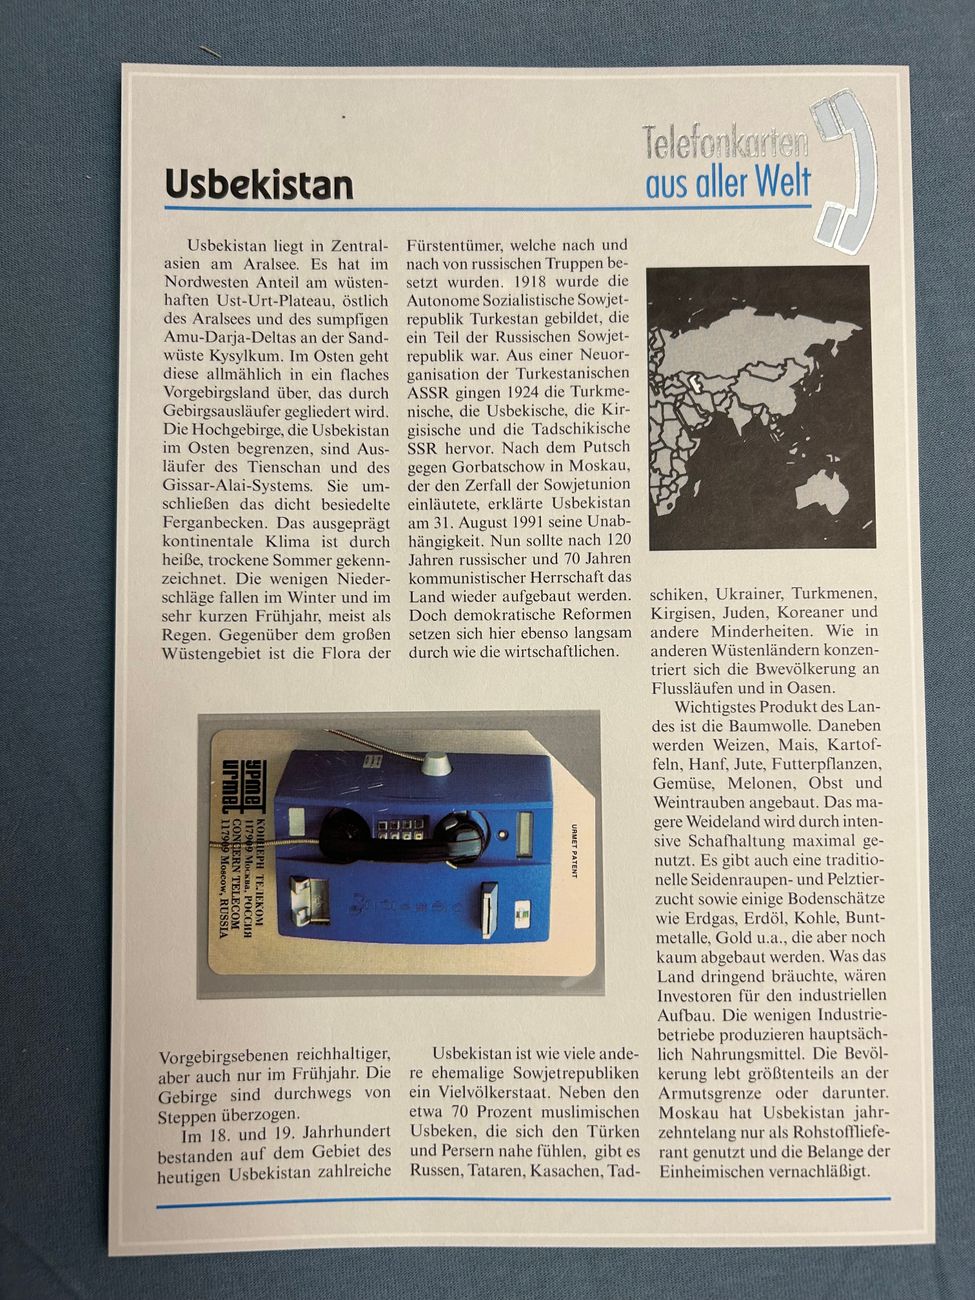 Usbekistan
Telefonkarten
aus aller Welt
Usbekistan liegt in Zentral-
asien am Aralsee. Es hat im
Nordwesten Anteil am wüsten-
haften Ust-Urt-Plateau, östlich
des Aralsees und des sumpfigen
Amu-Darja-Deltas an der Sand-
wüste Kysylkum. Im Osten geht
diese allmählich in ein flaches
Vorgebirgsland über, das durch
Gebirgsausläufer gegliedert wird.
Die Hochgebirge, die Usbekistan
im Osten begrenzen, sind Aus-
läufer des Tienschan und des
Gissar-Alai-Systems. Sie um-
schließen das dicht besiedelte
Ferganbecken. Das ausgeprägt
kontinentale Klima ist durch
heiße, trockene Sommer gekenn-
zeichnet. Die wenigen Nieder-
schläge fallen im Winter und im
sehr kurzen Frühjahr, meist als
Regen. Gegenüber dem großen
Wüstengebiet ist die Flora der
Vorgebirgsebenen reichhaltiger,
aber auch nur im Frühjahr. Die
Gebirge sind durchwegs von
Steppen überzogen.
Im 18. und 19. Jahrhundert
bestanden auf dem Gebiet des
heutigen Usbekistan zahlreiche
Fürstentümer, welche nach und
nach von russischen Truppen be-
setzt wurden. 1918 wurde die
Autonome Sozialistische Sowjet-
republik Turkestan gebildet, die
ein Teil der Russischen Sowjet-
republik war. Aus einer Neuor-
ganisation der Turkestanischen
ASSR gingen 1924 die Turkme-
nische, die Usbekische, die Kir-
gisische und die Tadschikische
SSR hervor. Nach dem Putsch
gegen Gorbatschow in Moskau,
der den Zerfall der Sowjetunion
einläutete, erklärte Usbekistan
am 31. August 1991 seine Unab-
hängigkeit. Nun sollte nach 120
Jahren russischer und 70 Jahren
kommunistischer Herrschaft das
Land wieder aufgebaut werden.
Doch demokratische Reformen
setzen sich hier ebenso langsam
durch wie die wirtschaftlichen.
Usbekistan ist wie viele ande-
re ehemalige Sowjetrepubliken
ein Vielvölkerstaat. Neben den
etwa 70 Prozent muslimischen
Usbeken, die sich den Türken
und Persern nahe fühlen, gibt es
Russen, Tataren, Kasachen, Tad-
schiken, Ukrainer, Turkmenen,
Kirgisen, Juden, Koreaner und
andere Minderheiten. Wie in
anderen Wüstenländern konzen-
triert sich die Bwevölkerung an
Flussläufen und in Oasen.
Wichtigstes Produkt des Lan-
des ist die Baumwolle. Daneben
werden Weizen, Mais, Kartof-
feln, Hanf, Jute, Futterpflanzen,
Gemüse, Melonen, Obst und
Weintrauben angebaut. Das ma-
gere Weideland wird durch inten-
sive Schafhaltung maximal ge-
nutzt. Es gibt auch eine traditio-
nelle Seidenraupen- und Pelztier-
zucht sowie einige Bodenschätze
wie Erdgas, Erdöl, Kohle, Bunt-
metalle, Gold u.a., die aber noch
kaum abgebaut werden. Was das
Land dringend bräuchte, wären
Investoren für den industriellen
Aufbau. Die wenigen Industrie-
betriebe produzieren hauptsäch-
lich Nahrungsmittel. Die Bevöl-
kerung lebt größtenteils an der
Armutsgrenze oder darunter.
Moskau hat Usbekistan jahr-
zehntelang nur als Rohstoffliefe-
rant genutzt und die Belange der
Einheimischen vernachläßigt.
урмет
urmet
КОНЦЕРН ТЕЛЕКОМ
117909 Москва, РОССИЯ
CONCERN TELECOM
117909 Moscow, RUSSIA
URMET PATENT